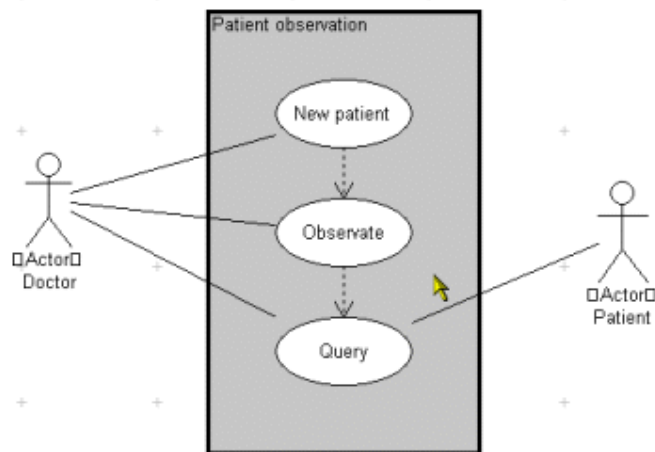 Patient observation
New patient
Observate
Query
▯Actor▯
Doctor
▯Actor▯
Patient